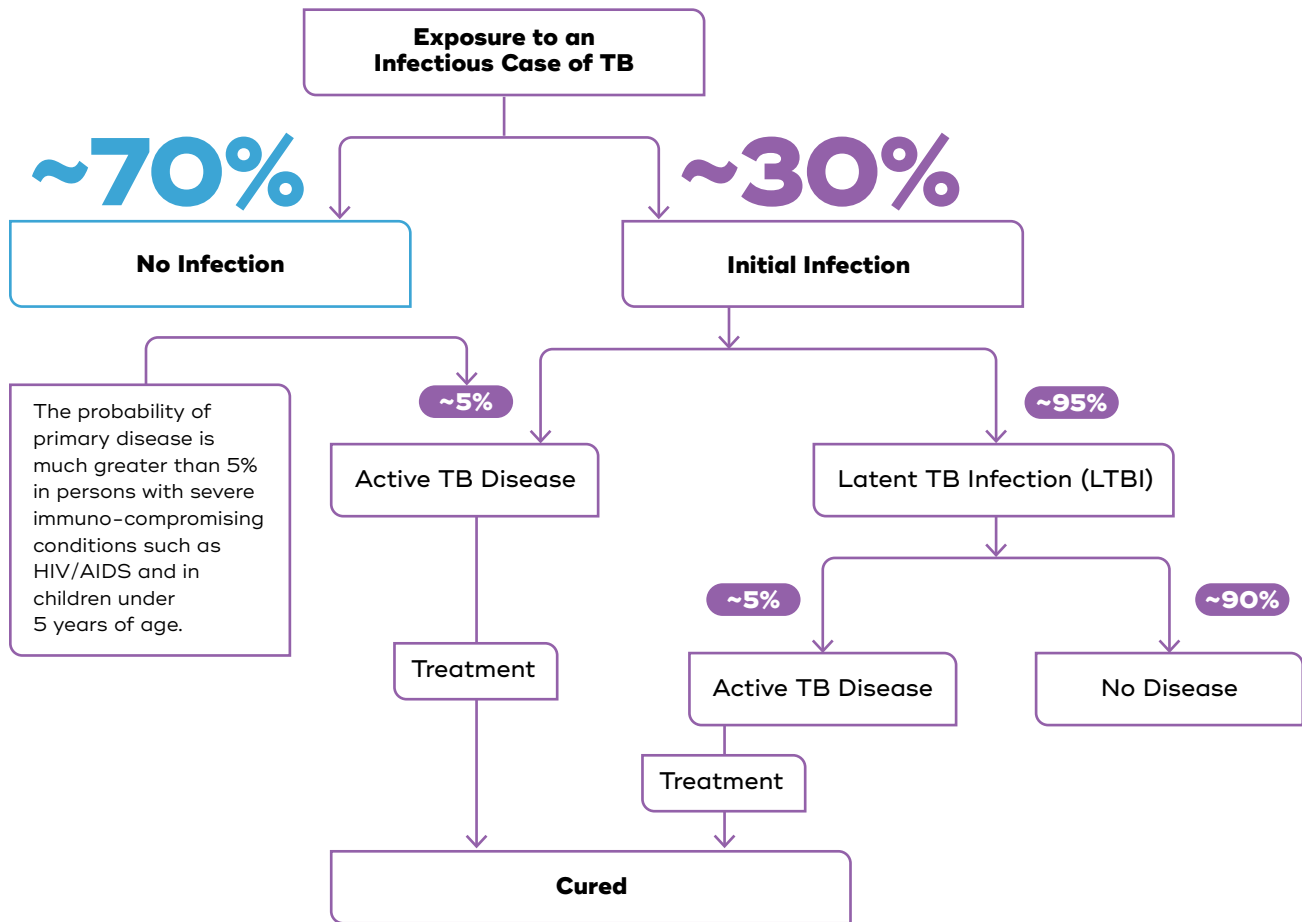 Exposure to an
Infectious Case of TB
~70%
~30%
No Infection
Initial Infection
The probability of
primary disease is
much greater than 5%
in persons with severe
immuno-compromising
conditions such as
HIV/AIDS and in
children under
5 years of age.
~5%
~95%
Active TB Disease
Latent TB Infection (LTBI)
~5%
~90%
Treatment
Active TB Disease
No Disease
Treatment
Cured